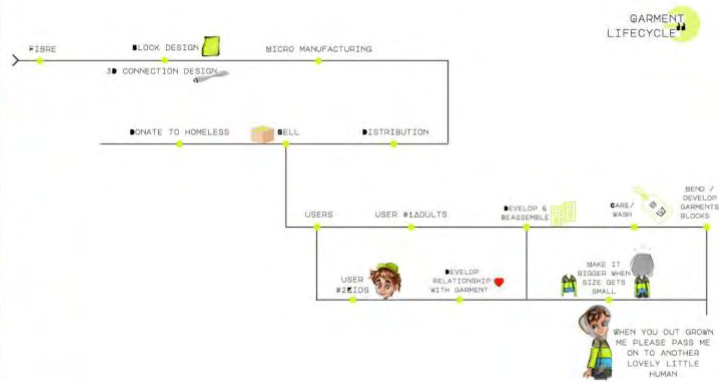 GARMENT
LIFECYCLE
FIBRE
BLOCK DESIGN
MICRO MANUFACTURING
3D CONNECTION DESIGN
DONATE TO HOMELESS
SELL
DISTRIBUTION
USERS
USER #1ADULTS
DEVELOP &
REASSEMBLE
CARE/
WASH
MEND /
DEVELOP
GARMENTS
BLOCKS
USER
#2KIDS
DEVELOP
RELATIONSHIP
WITH GARMENT
MAKE IT
BIGGER WHEN
SIZE GETS
SMALL
WHEN YOU OUT GROWN
ME PLEASE PASS ME
ON TO ANOTHER
LOVELY LITTLE
HUMAN